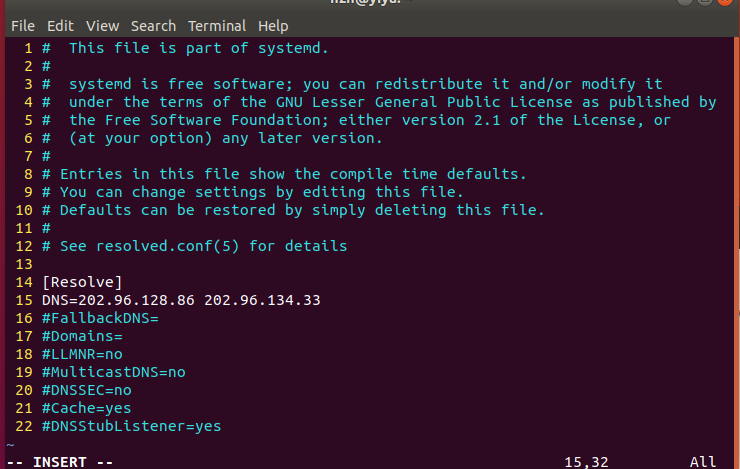 File Edit View Search Terminal Help
1 #  This file is part of systemd.
2 #
3 #  systemd is free software; you can redistribute it and/or modify it
4 #  under the terms of the GNU Lesser General Public License as published by
5 #  the Free Software Foundation; either version 2.1 of the License, or
6 #  (at your option) any later version.
7 #
8 # Entries in this file show the compile time defaults.
9 # You can change settings by editing this file.
10 # Defaults can be restored by simply deleting this file.
11 #
12 # See resolved.conf(5) for details
13
14 [Resolve]
15 DNS=202.96.128.86 202.96.134.33
16 #FallbackDNS=
17 #Domains=
18 #LLMNR=no
19 #MulticastDNS=no
20 #DNSSEC=no
21 #Cache=yes
22 #DNSStubListener=yes
~
-- INSERT -- 15,32 All